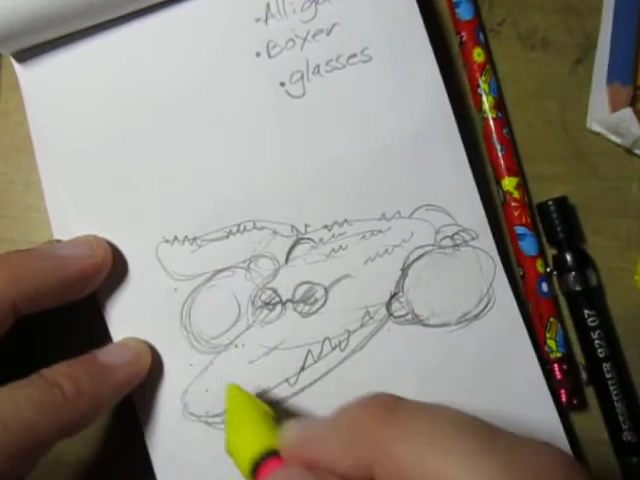 • Boxer
• glasses
STAEDTLER 925 07